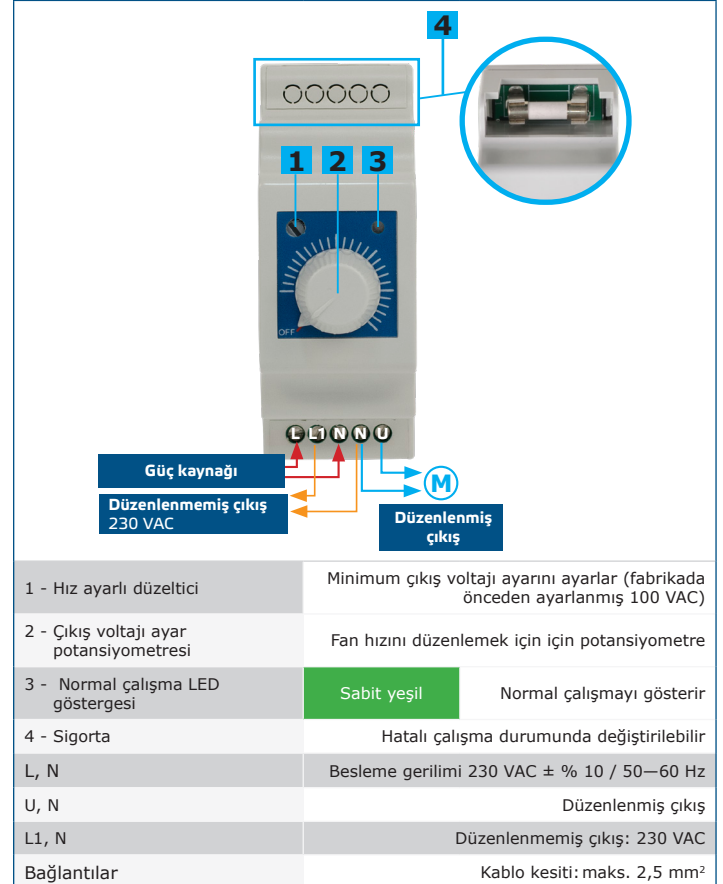 4
1 2 3
OFF
L L1 N N U
Güç kaynağı
M
Düzenlenmemiş çıkış
230 VAC
Düzenlenmiş
çıkış
1 - Hız ayarlı düzeltici
Minimum çıkış voltajı ayarını ayarlar (fabrikada
önceden ayarlanmış 100 VAC)
2 - Çıkış voltajı ayar
potansiyometresi
Fan hızını düzenlemek için için potansiyometre
3 - Normal çalışma LED
göstergesi
Sabit yeşil
Normal çalışmayı gösterir
4 - Sigorta
Hatalı çalışma durumunda değiştirilebilir
L, N
Besleme gerilimi 230 VAC ± % 10 / 50—60 Hz
U, N
Düzenlenmiş çıkış
L1, N
Düzenlenmemiş çıkış: 230 VAC
Bağlantılar
Kablo kesiti: maks. 2,5 mm²